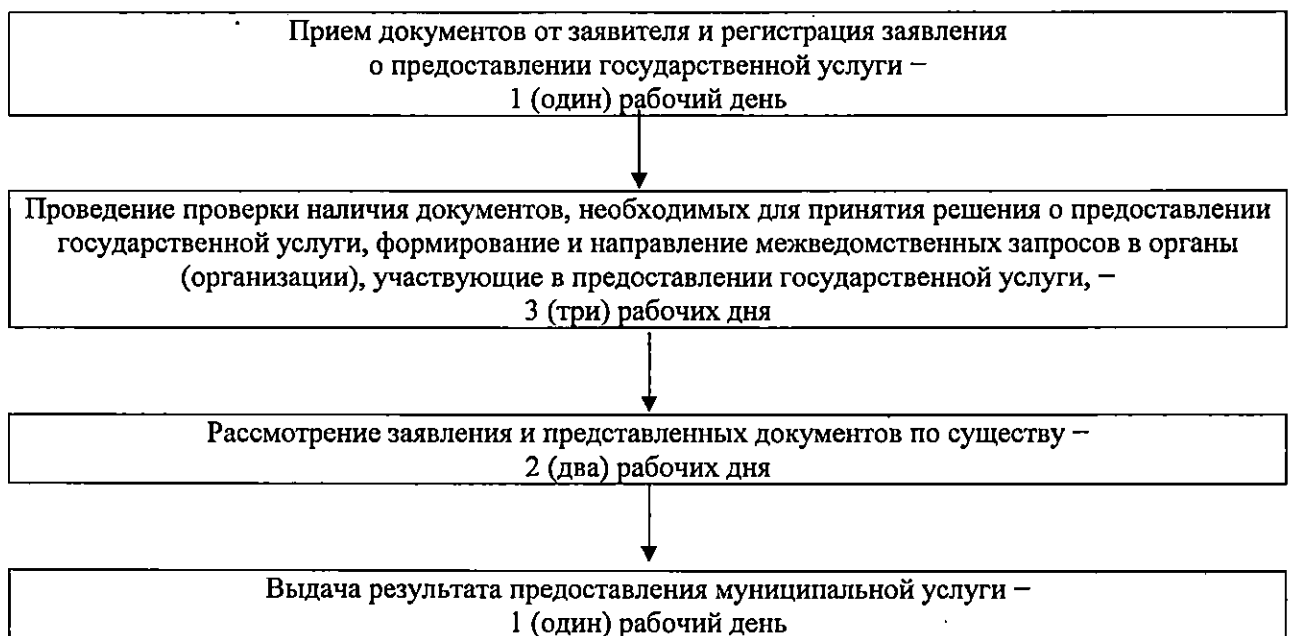 Прием документов от заявителя и регистрация заявления
о предоставлении государственной услуги –
1 (один) рабочий день
Проведение проверки наличия документов, необходимых для принятия решения о предоставлении
государственной услуги, формирование и направление межведомственных запросов в органы
(организации), участвующие в предоставлении государственной услуги, –
3 (три) рабочих дня
Рассмотрение заявления и представленных документов по существу –
2 (два) рабочих дня
Выдача результата предоставления муниципальной услуги –
1 (один) рабочий день